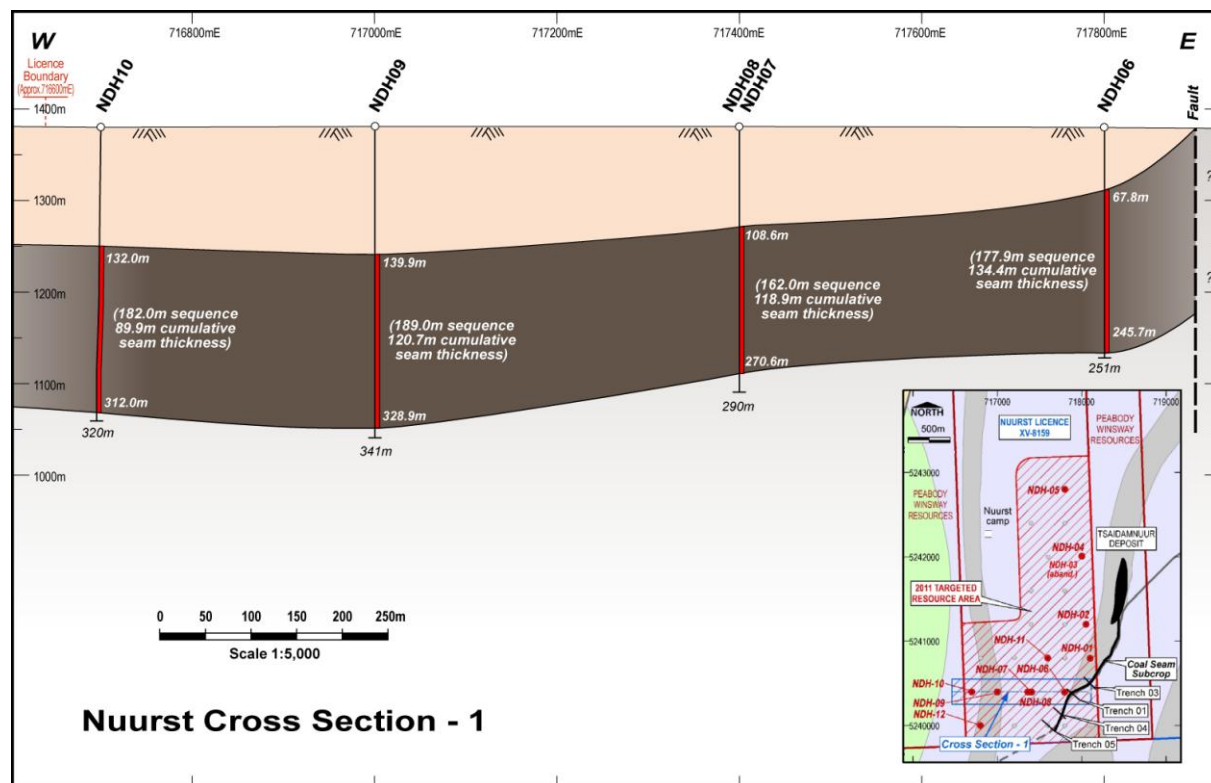 716800mE
717000mE
717200mE
717400mE
717600mE
717800mE
W
E
Licence
Boundary
(Approx.716600mE)
NDH10
NDH09
NDH08
NDH07
NDH06
Fault
1400m
1300m
1200m
1100m
1000m
?
?
132.0m
(182.0m sequence
89.9m cumulative
seam thickness)
312.0m
320m
139.9m
(189.0m sequence
120.7m cumulative
seam thickness)
328.9m
341m
108.6m
(162.0m sequence
118.9m cumulative
seam thickness)
270.6m
290m
67.8m
(177.9m sequence
134.4m cumulative
seam thickness)
245.7m
251m
0 50 100 150 200 250m
Scale 1:5,000
Nuurst Cross Section - 1
717000
718000
719000
NORTH
500m
NUURST LICENCE
XV-8159
PEABODY
WINSWAY
RESOURCES
5243000
NDH-05
PEABODY
WINSWAY
RESOURCES
Nuurst
camp
TSAIDAMNUUR
DEPOSIT
5242000
NDH-04
NDH-03
(aband.)
2011 TARGETED
RESOURCE AREA
NDH-02
5241000
NDH-11
NDH-01
NDH-07
NDH-06
Coal Seam
Subcrop
NDH-10
Trench 03
NDH-09
NDH-08
Trench 01
NDH-12
5240000
Trench 04
Cross Section - 1
Trench 05